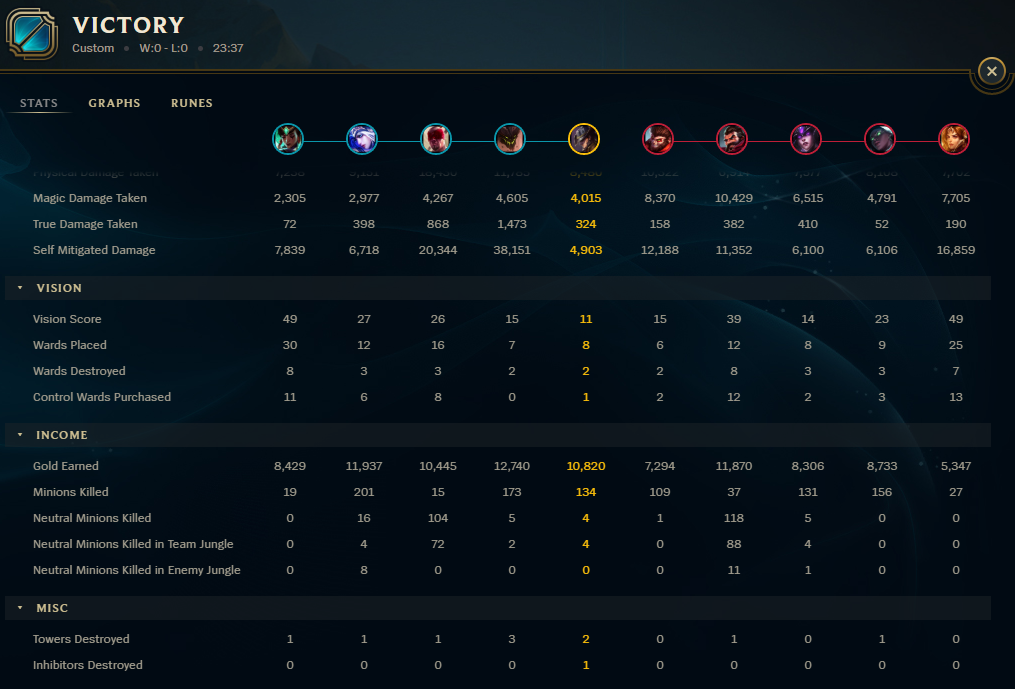 VICTORY
Custom • W:0 - L:0 • 23:37
STATS GRAPHS RUNES
Physical Damage Taken
Magic Damage Taken 2,305 2,977 4,267 4,605 4,015 8,370 10,429 6,515 4,791 7,705
True Damage Taken 72 398 868 1,473 324 158 382 410 52 190
Self Mitigated Damage 7,839 6,718 20,344 38,151 4,903 12,188 11,352 6,100 6,106 16,859
VISION
Vision Score 49 27 26 15 11 15 39 14 23 49
Wards Placed 30 12 16 7 8 6 12 8 9 25
Wards Destroyed 8 3 3 2 2 2 8 3 3 7
Control Wards Purchased 11 6 8 0 1 2 12 2 3 13
INCOME
Gold Earned 8,429 11,937 10,445 12,740 10,820 7,294 11,870 8,306 8,733 5,347
Minions Killed 19 201 15 173 134 109 37 131 156 27
Neutral Minions Killed 0 16 104 5 4 1 118 5 0 0
Neutral Minions Killed in Team Jungle 0 4 72 2 4 0 88 4 0 0
Neutral Minions Killed in Enemy Jungle 0 8 0 0 0 0 11 1 0 0
MISC
Towers Destroyed 1 1 1 3 2 0 1 0 1 0
Inhibitors Destroyed 0 0 0 0 1 0 0 0 0 0